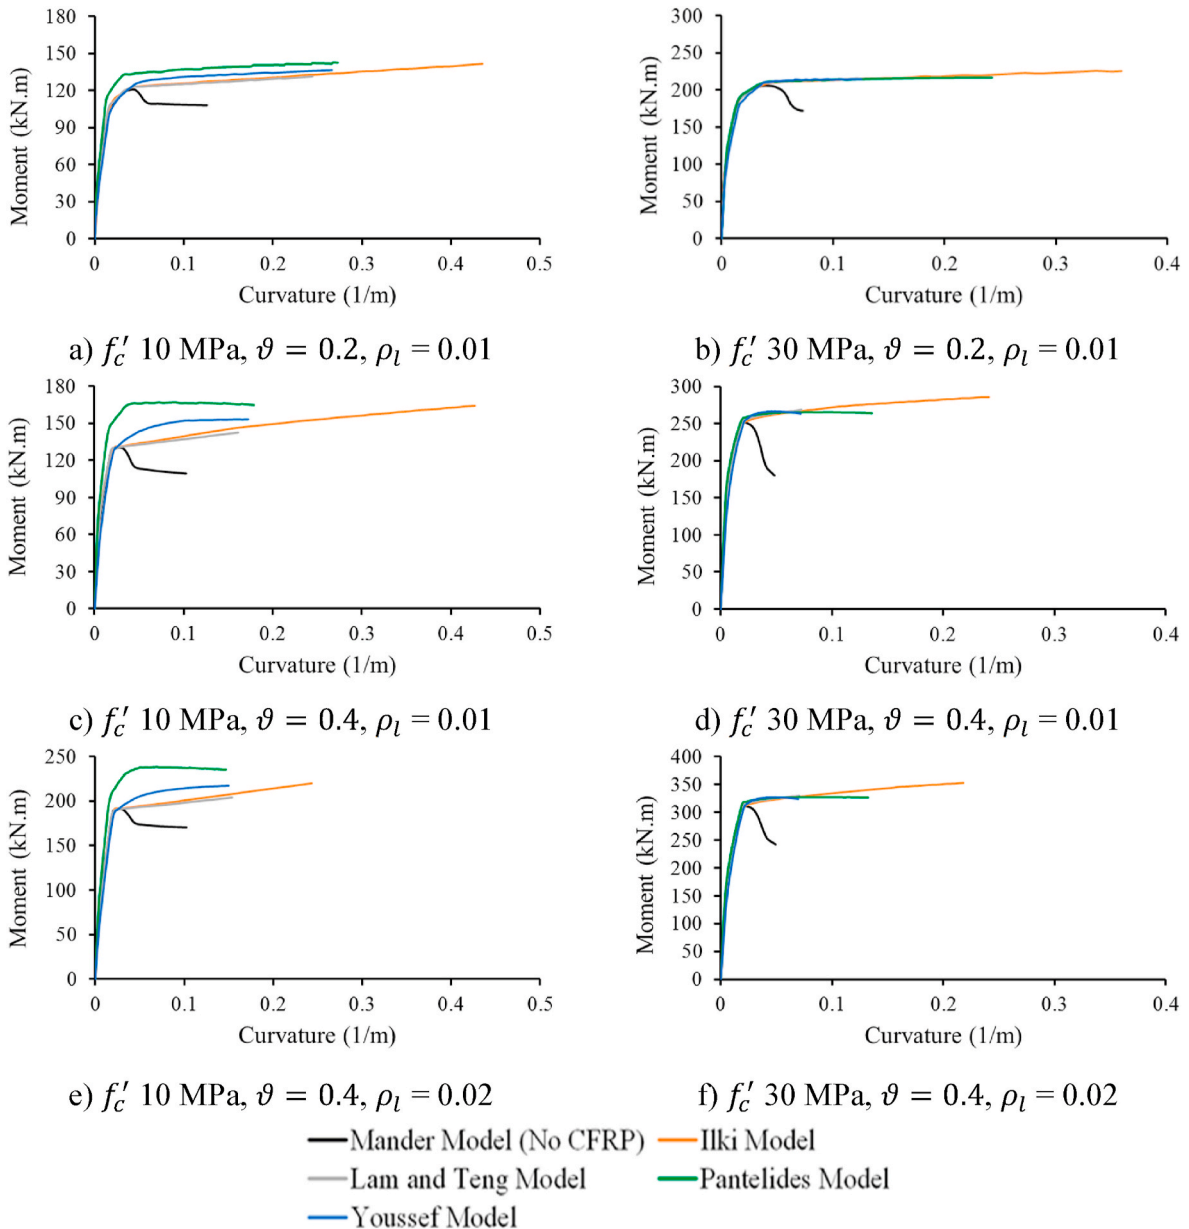 180
150
120
90
60
30
0
Moment (kN.m)
0 0.1 0.2 0.3 0.4 0.5
Curvature (1/m)
a) f′c 10 MPa, ϑ = 0.2, ρl = 0.01
300
250
200
150
100
50
0
Moment (kN.m)
0 0.1 0.2 0.3 0.4
Curvature (1/m)
b) f′c 30 MPa, ϑ = 0.2, ρl = 0.01
180
150
120
90
60
30
0
Moment (kN.m)
0 0.1 0.2 0.3 0.4 0.5
Curvature (1/m)
c) f′c 10 MPa, ϑ = 0.4, ρl = 0.01
300
250
200
150
100
50
0
Moment (kN.m)
0 0.1 0.2 0.3 0.4
Curvature (1/m)
d) f′c 30 MPa, ϑ = 0.4, ρl = 0.01
250
200
150
100
50
0
Moment (kN.m)
0 0.1 0.2 0.3 0.4 0.5
Curvature (1/m)
e) f′c 10 MPa, ϑ = 0.4, ρl = 0.02
400
350
300
250
200
150
100
50
0
Moment (kN.m)
0 0.1 0.2 0.3 0.4
Curvature (1/m)
f) f′c 30 MPa, ϑ = 0.4, ρl = 0.02
Mander Model (No CFRP) Ilki Model
Lam and Teng Model Pantelides Model
Youssef Model